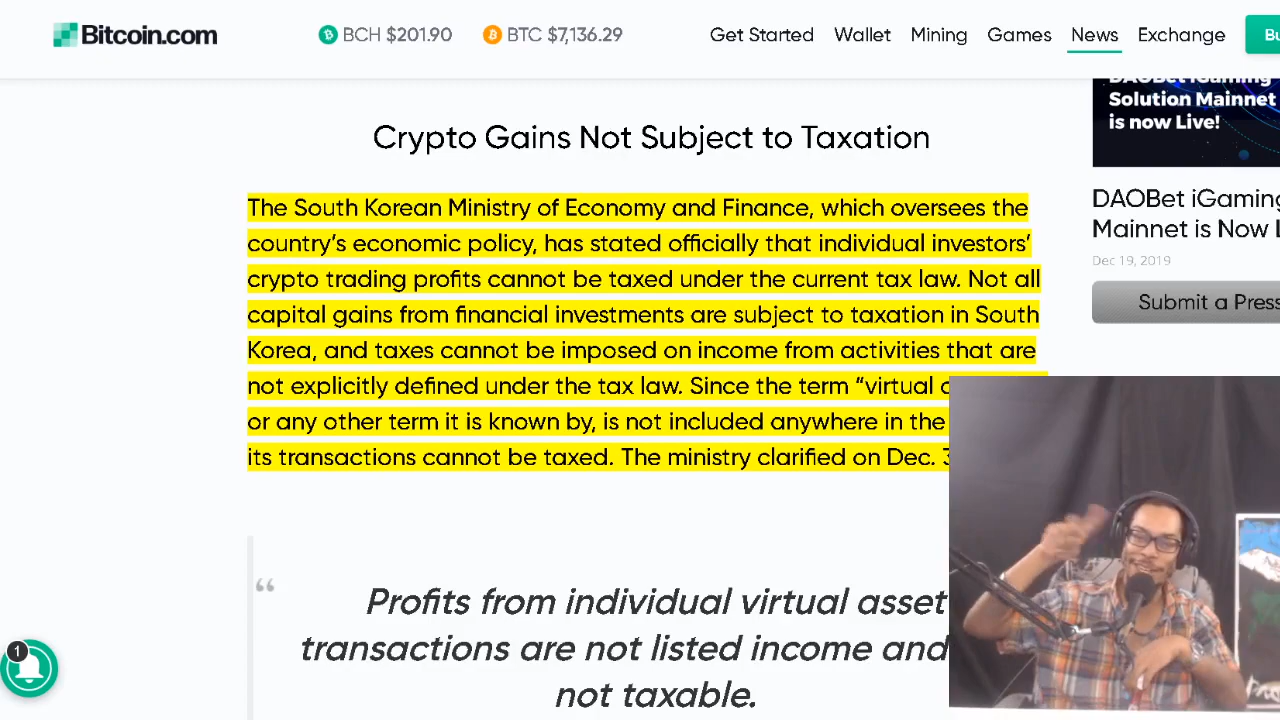 Bitcoin.com
BCH $201.90
BTC $7,136.29
Get Started Wallet Mining Games News Exchange
DAOBet iGaming
Solution Mainnet
is now Live!
Crypto Gains Not Subject to Taxation
The South Korean Ministry of Economy and Finance, which oversees the
country’s economic policy, has stated officially that individual investors’
crypto trading profits cannot be taxed under the current tax law. Not all
capital gains from financial investments are subject to taxation in South
Korea, and taxes cannot be imposed on income from activities that are
not explicitly defined under the tax law. Since the term “virtual
or any other term it is known by, is not included anywhere in the
its transactions cannot be taxed. The ministry clarified on Dec.
DAOBet iGaming
Mainnet is Now
Dec 19, 2019
Submit a Press
“
Profits from individual virtual asset
transactions are not listed income and
not taxable.
1